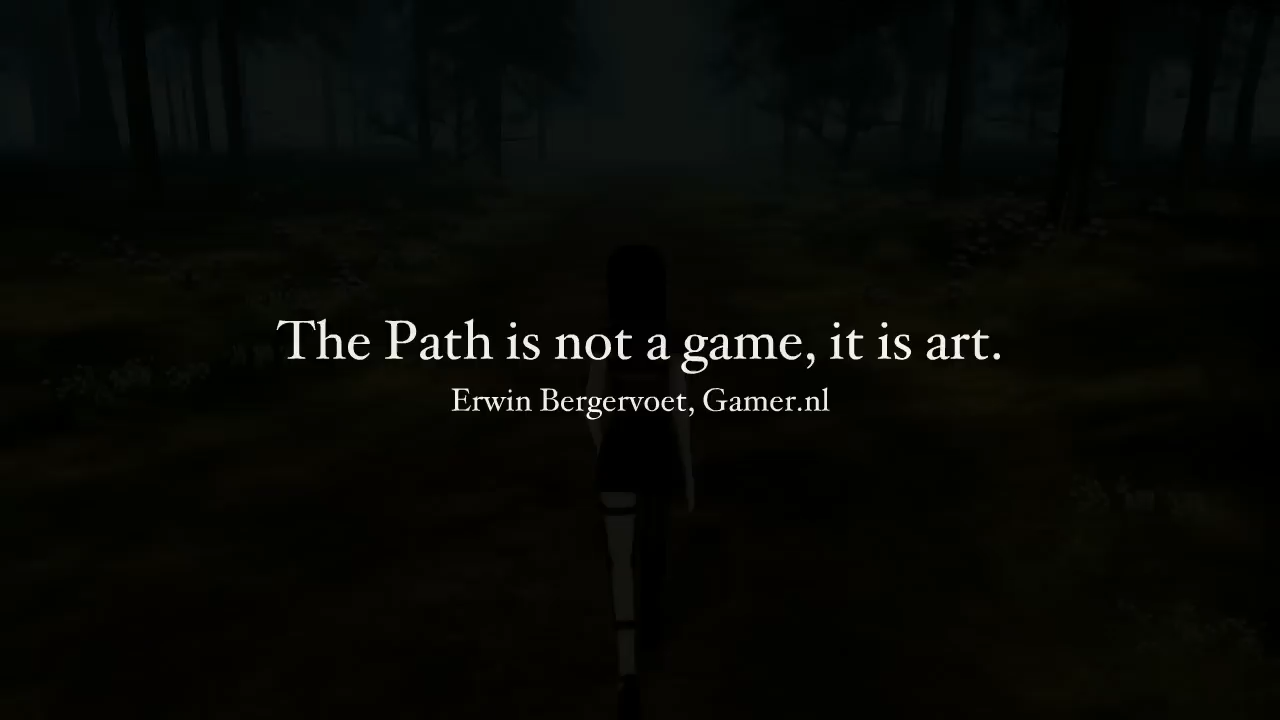 The Path is not a game, it is art.
Erwin Bergervoet, Gamer.nl